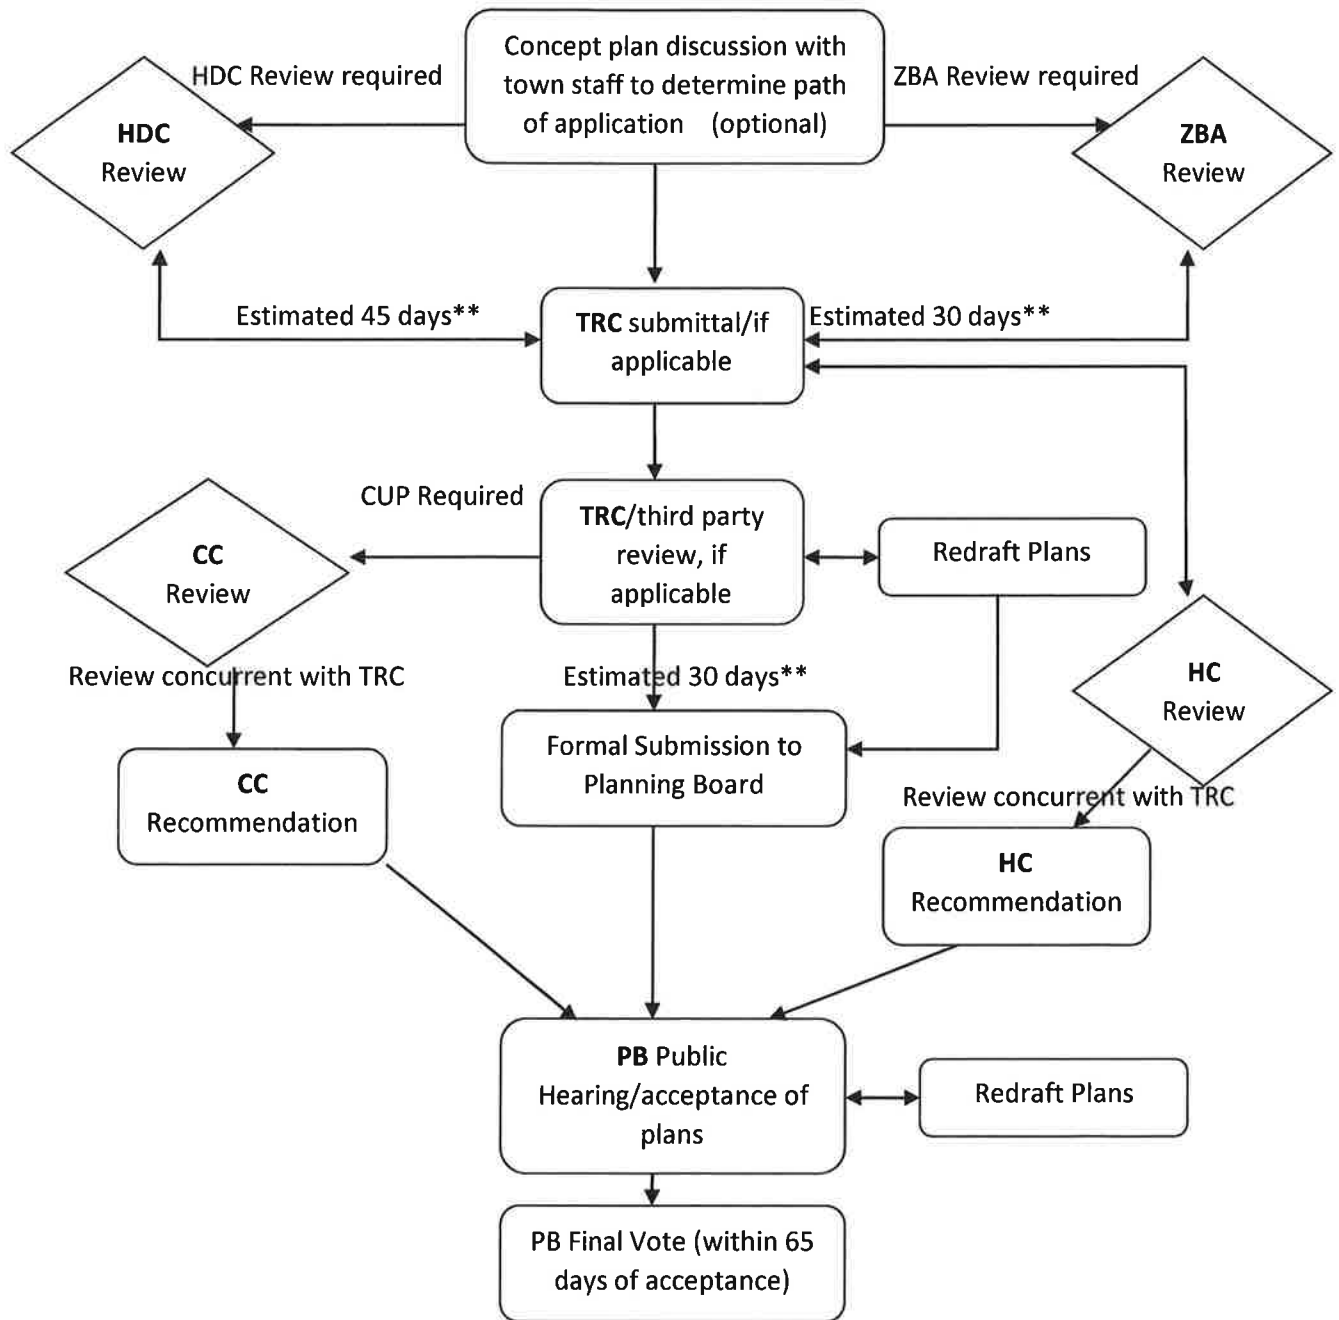 Concept plan discussion with
town staff to determine path
of application (optional)
HDC Review required
ZBA Review required
HDC
Review
ZBA
Review
Estimated 45 days**
TRC submittal/if
applicable
Estimated 30 days**
CUP Required
TRC/third party
review, if
applicable
Redraft Plans
CC
Review
Review concurrent with TRC
Estimated 30 days**
HC
Review
Formal Submission to
Planning Board
CC
Recommendation
Review concurrent with TRC
HC
Recommendation
PB Public
Hearing/acceptance of
plans
Redraft Plans
PB Final Vote (within 65
days of acceptance)